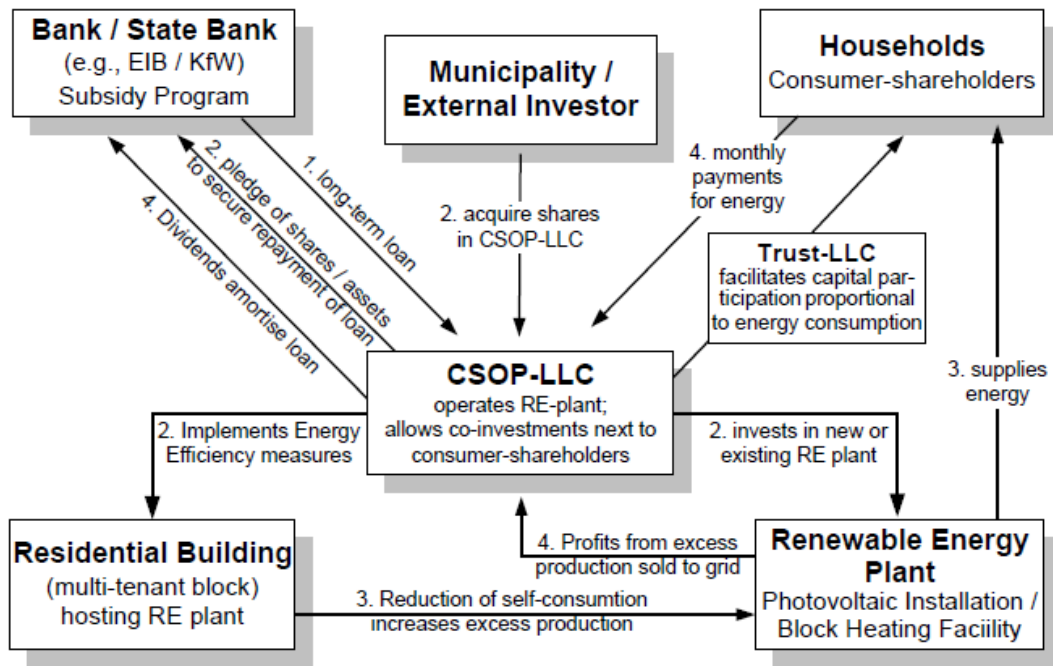 Bank / State Bank
(e.g., EIB / KfW)
Subsidy Program
Municipality /
External Investor
Households
Consumer-shareholders
1. long-term loan
2. pledge of shares / assets
to secure repayment of loan
4. Dividends amortise loan
2. acquire shares
in CSOP-LLC
4. monthly
payments
for energy
Trust-LLC
facilitates capital par-
ticipation proportional
to energy consumption
3. supplies
energy
CSOP-LLC
operates RE-plant;
allows co-investments next to
consumer-shareholders
2. Implements Energy
Efficiency measures
2. invests in new or
existing RE plant
Residential Building
(multi-tenant block)
hosting RE plant
4. Profits from excess
production sold to grid
3. Reduction of self-consumtion
increases excess production
Renewable Energy
Plant
Photovoltaic Installation /
Block Heating Faciility